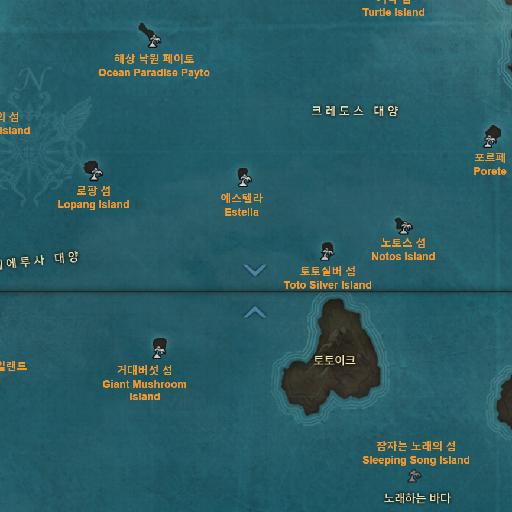 Turtle Island
해상 낙원 페이토
Ocean Paradise Payto
크레도스 대양
의 섬
Island
포르페
Porete
로팡 섬
Lopang Island
에스텔라
Estella
노토스 섬
Notos Island
에투사 대양
토토실버 섬
Toto Silver Island
토토이크
일랜드
거대버섯 섬
Giant Mushroom
Island
잠자는 노래의 섬
Sleeping Song Island
노래하는 바다
N